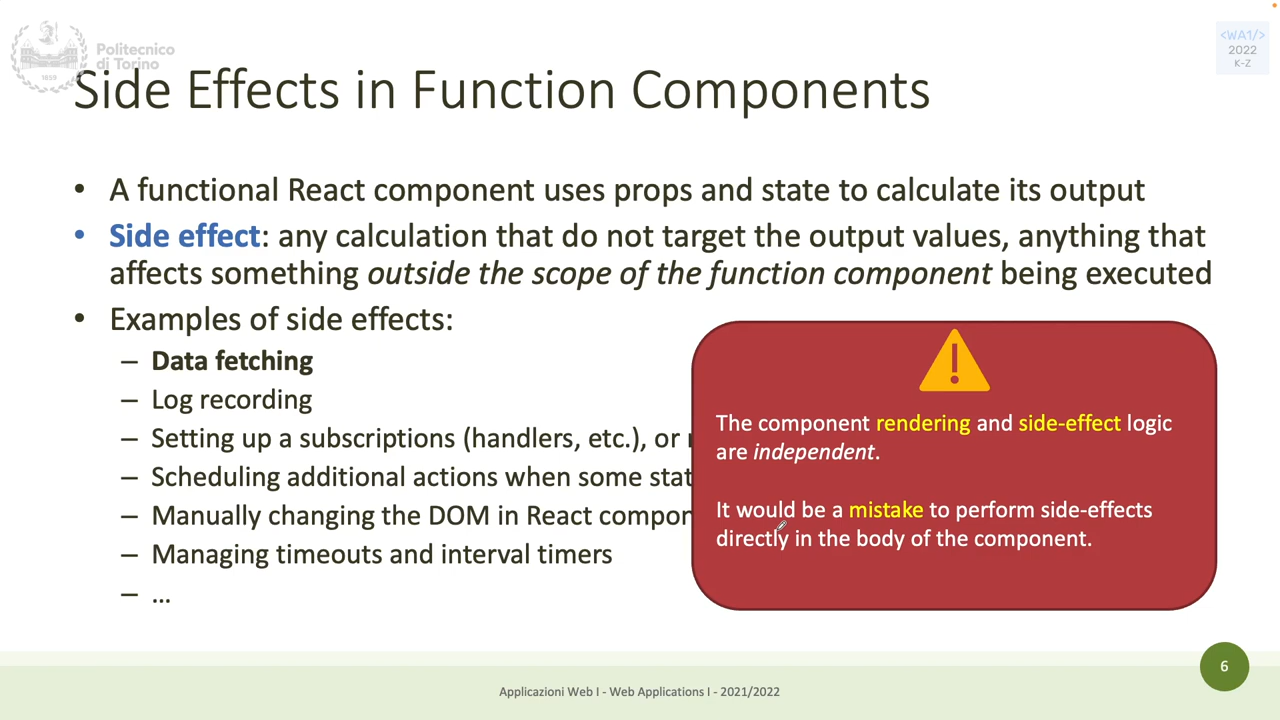 Politecnico
di Torino
1859
<WA1/>
2022
K-Z
Side Effects in Function Components
• A functional React component uses props and state to calculate its output
• Side effect: any calculation that do not target the output values, anything that
affects something outside the scope of the function component being executed
• Examples of side effects:
– Data fetching
– Log recording
– Setting up a subscriptions (handlers, etc.), or
– Scheduling additional actions when some stat
– Manually changing the DOM in React compon
– Managing timeouts and interval timers
– …
The component rendering and side-effect logic
are independent.
It would be a mistake to perform side-effects
directly in the body of the component.
6
Applicazioni Web I - Web Applications I - 2021/2022